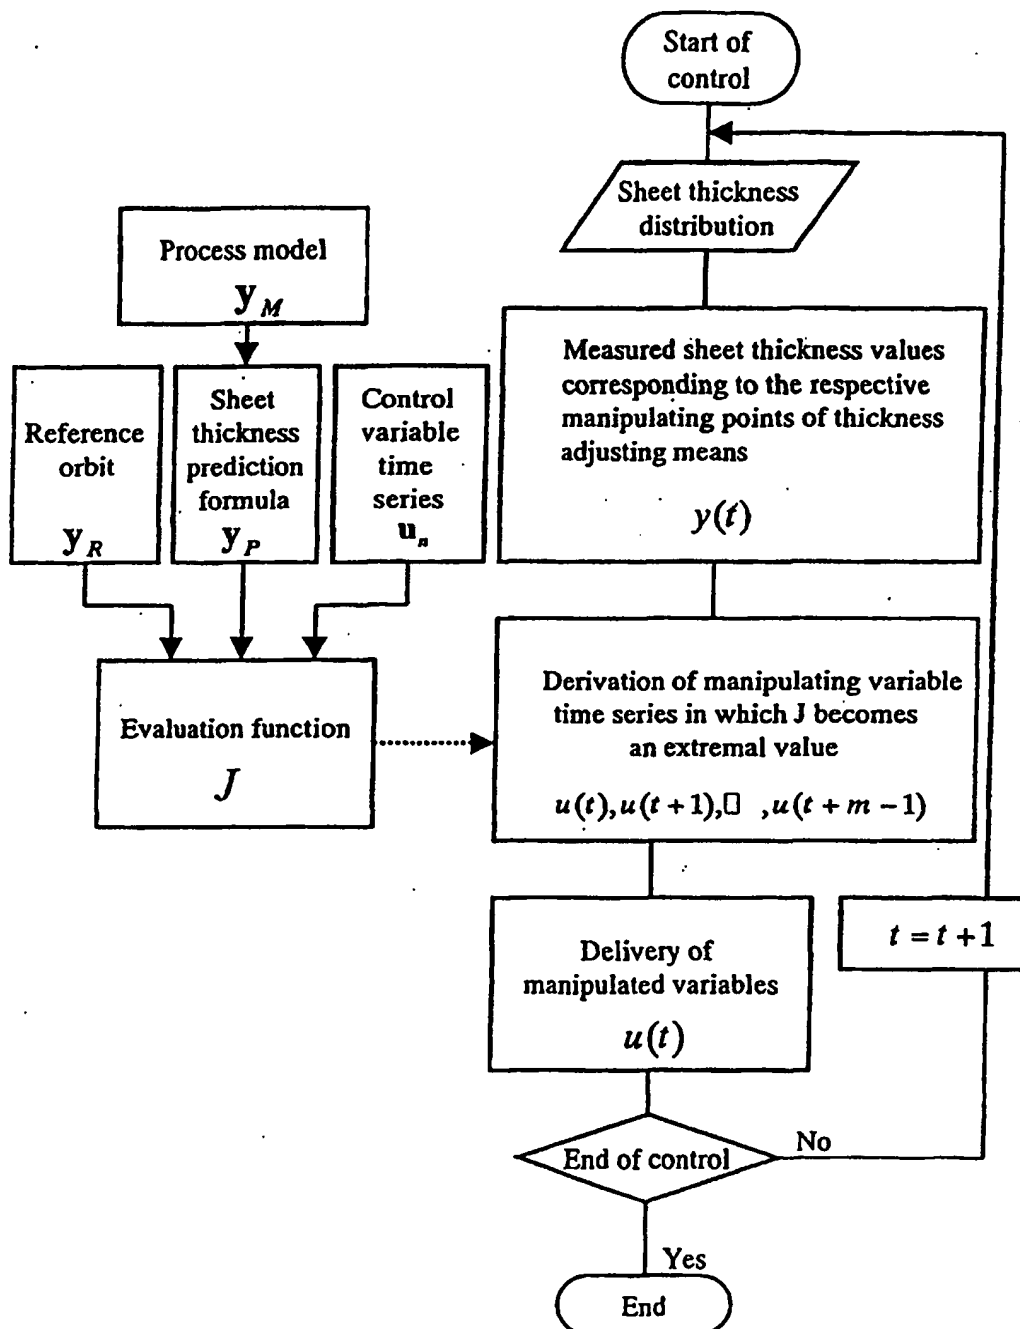 Start of
control
Sheet thickness
distribution
Process model
y_M
Measured sheet thickness values
corresponding to the respective
manipulating points of thickness
adjusting means
y(t)
Reference
orbit
y_R
Sheet
thickness
prediction
formula
y_P
Control
variable
time
series
u_n
Evaluation function
J
Derivation of manipulating variable
time series in which J becomes
an extremal value
u(t),u(t+1),□ ,u(t+m−1)
Delivery of
manipulated variables
u(t)
t=t+1
End of control
No
Yes
End